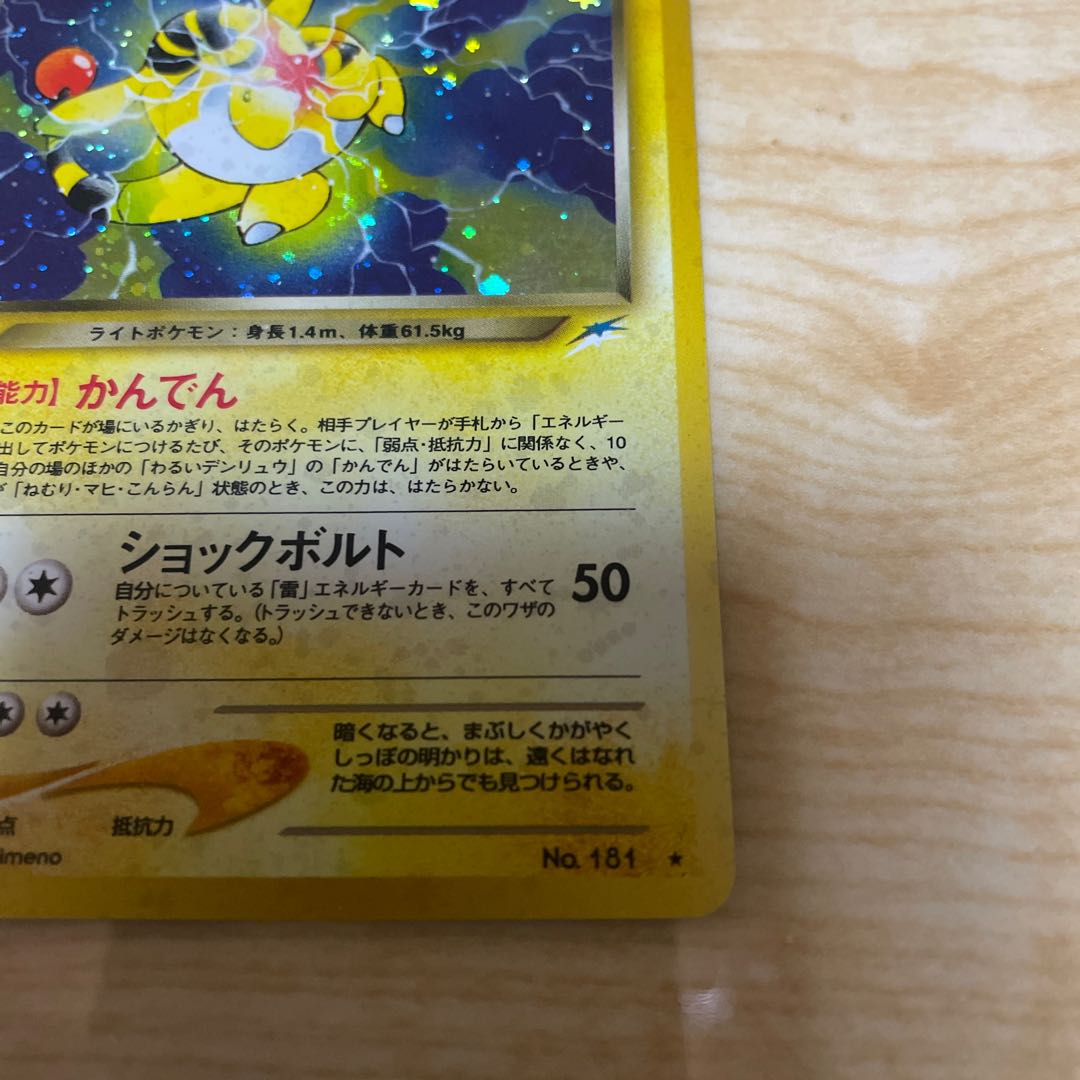 ライトポケモン：身長1.4m、体重61.5kg
能力】かんでん
このカードが場にいるかぎり、はたらく。相手プレイヤーが手札から「エネルギー
出してポケモンにつけるたび、そのポケモンに、「弱点・抵抗力」に関係なく、10
自分の場のほかの「わるいデンリュウ」の「かんでん」がはたらいているときや、
「ねむり・マヒ・こんらん」状態のとき、この力は、はたらかない。
ショックボルト
自分についている「雷」エネルギーカードを、すべて
トラッシュする。（トラッシュできないとき、このワザの
ダメージはなくなる。）
50
暗くなると、まぶしくかがやく
しっぽの明かりは、遠くはなれ
た海の上からでも見つけられる。
点 抵抗力
imeno
No. 181 ★